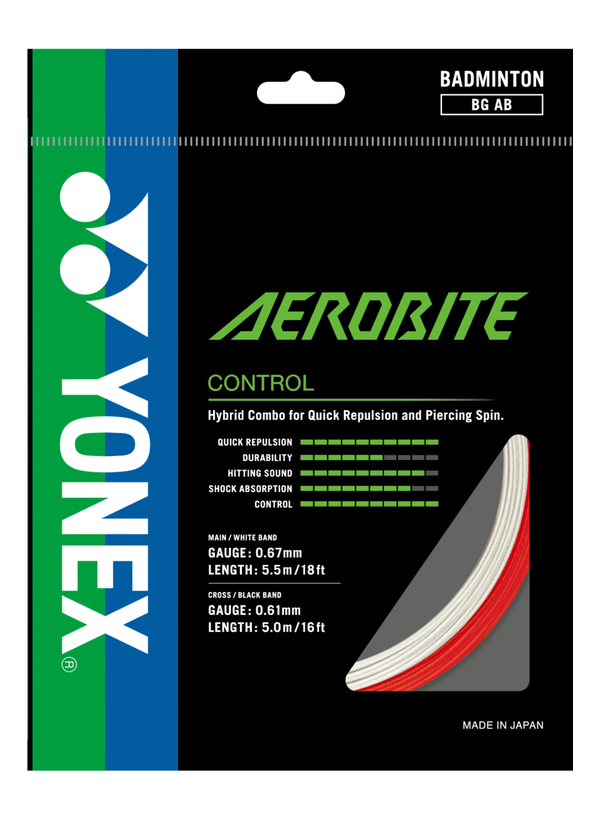 BADMINTON
BG AB
YONEX®
AEROBITE
CONTROL
Hybrid Combo for Quick Repulsion and Piercing Spin.
QUICK REPULSION
DURABILITY
HITTING SOUND
SHOCK ABSORPTION
CONTROL
MAIN / WHITE BAND
GAUGE : 0.67mm
LENGTH : 5.5m/18ft
CROSS / BLACK BAND
GAUGE : 0.61mm
LENGTH : 5.0m/16ft
MADE IN JAPAN